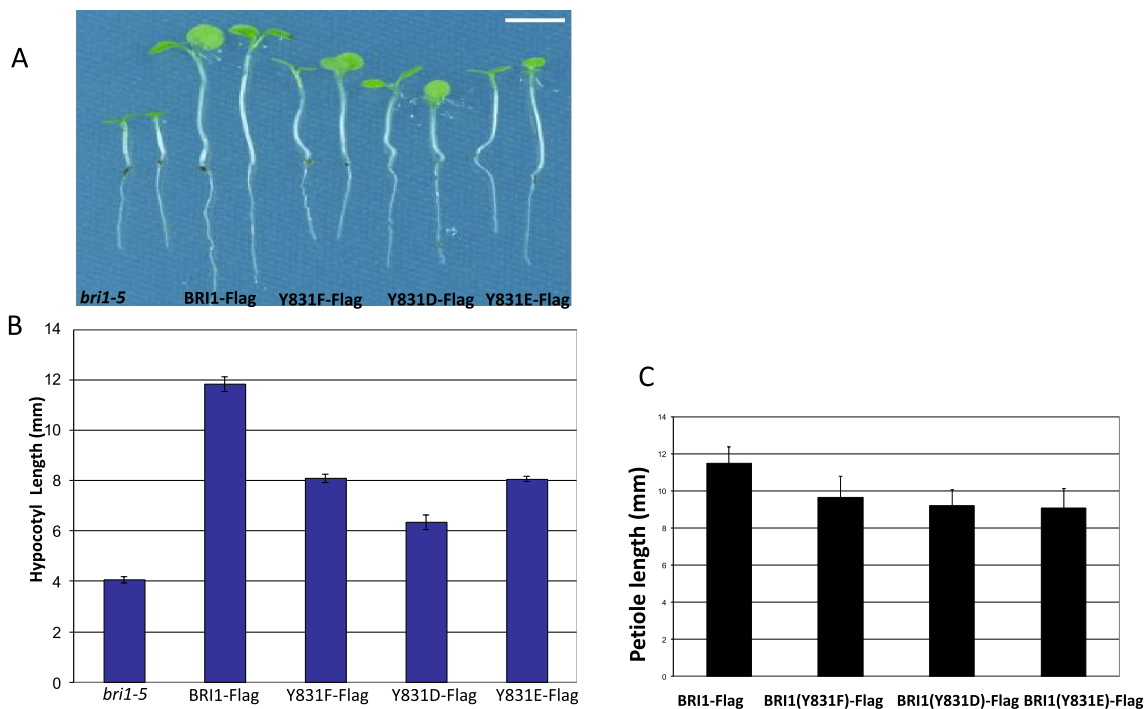 A
bri1-5 BRI1-Flag Y831F-Flag Y831D-Flag Y831E-Flag
B
Hypocotyl Length (mm)
14
12
10
8
6
4
2
0
bri1-5 BRI1-Flag Y831F-Flag Y831D-Flag Y831E-Flag
C
Petiole length (mm)
14
12
10
8
6
4
2
0
BRI1-Flag BRI1(Y831F)-Flag BRI1(Y831D)-Flag BRI1(Y831E)-Flag